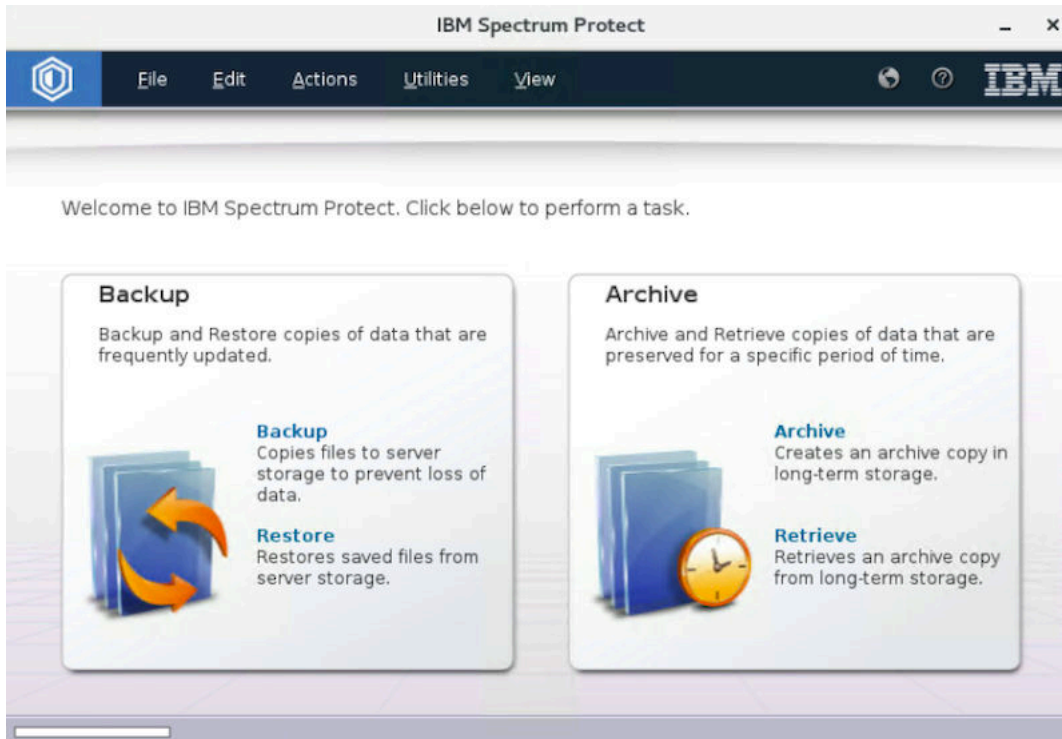 IBM Spectrum Protect
File Edit Actions Utilities View IBM
Welcome to IBM Spectrum Protect. Click below to perform a task.
Backup
Backup and Restore copies of data that are
frequently updated.
Backup
Copies files to server
storage to prevent loss of
data.
Restore
Restores saved files from
server storage.
Archive
Archive and Retrieve copies of data that are
preserved for a specific period of time.
Archive
Creates an archive copy in
long-term storage.
Retrieve
Retrieves an archive copy
from long-term storage.